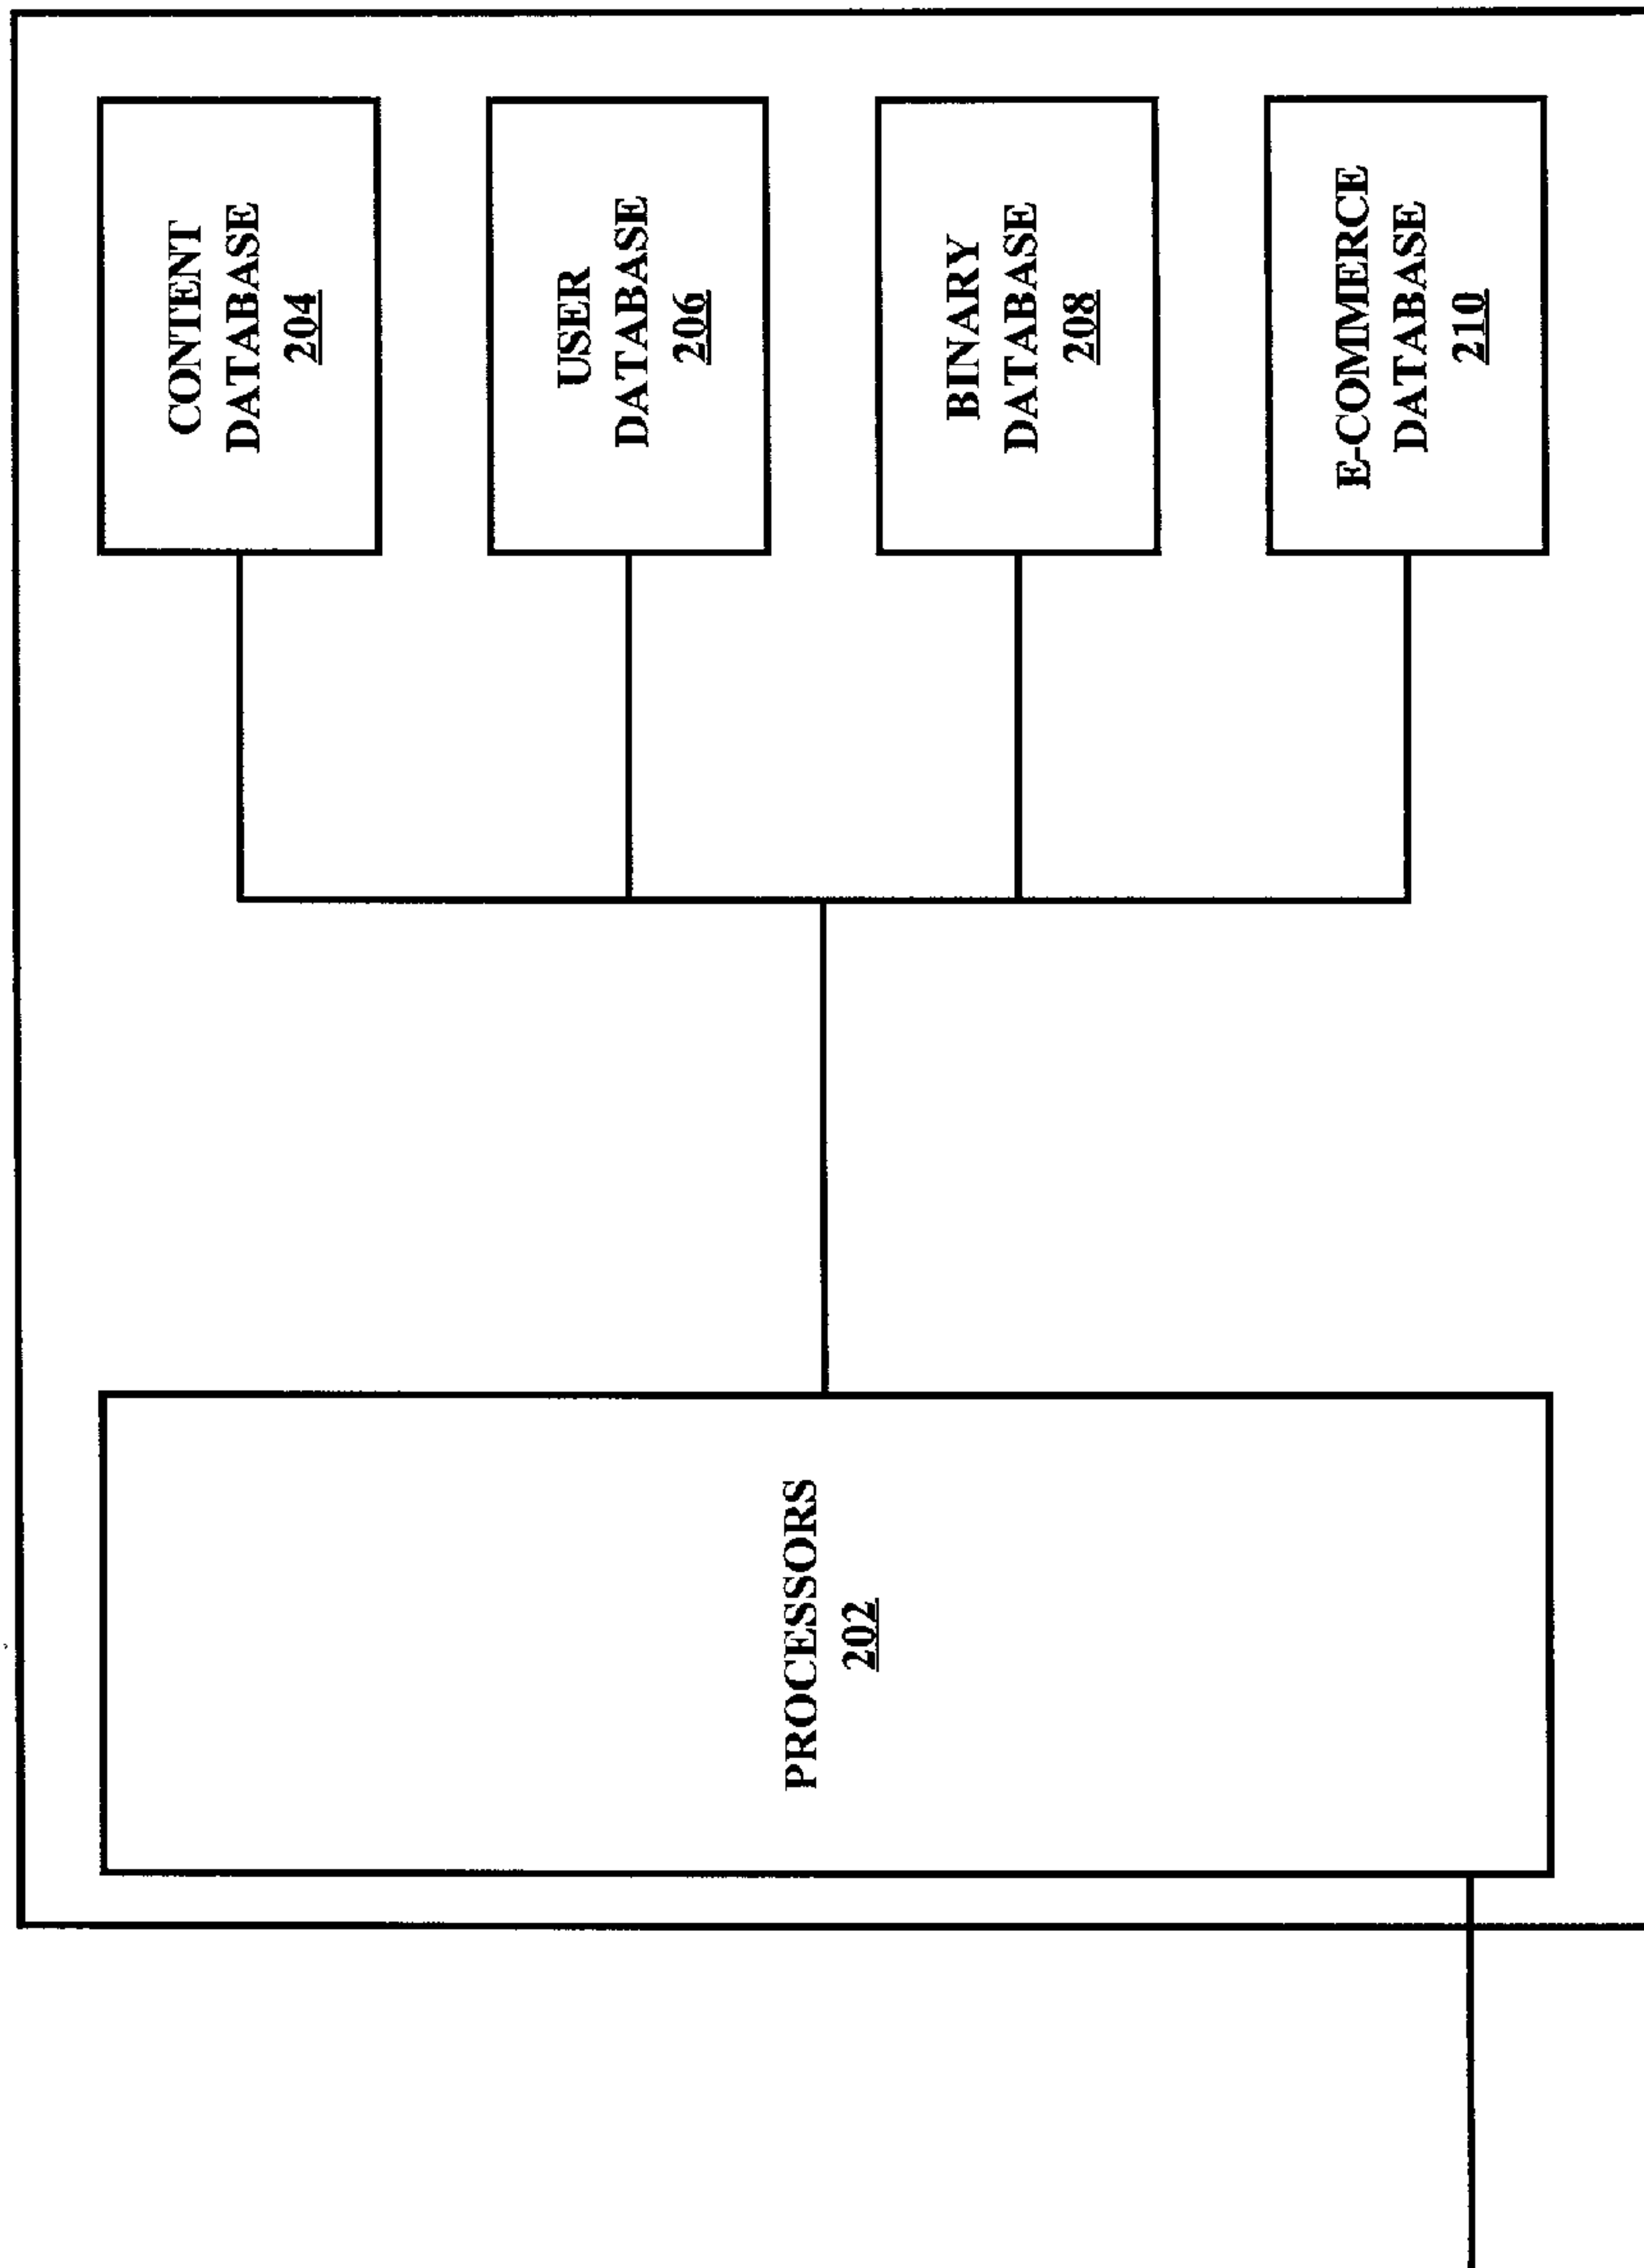 CONTENT
DATABASE
204
USER
DATABASE
206
BINARY
DATABASE
208
E-COMMERCE
DATABASE
210
PROCESSORS
202